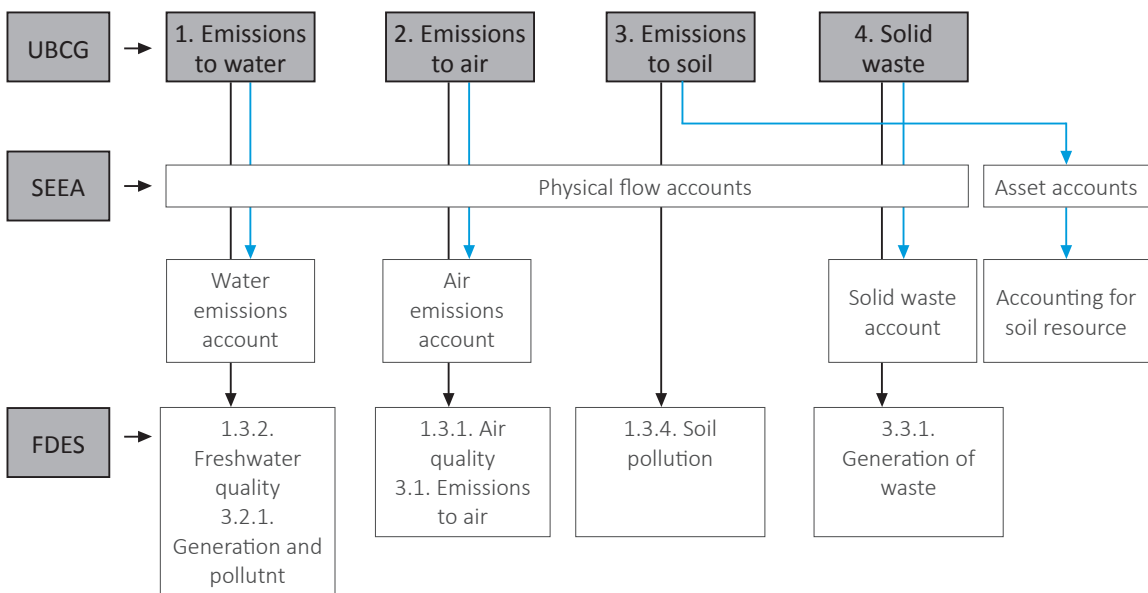 UBCG
1. Emissions
to water
2. Emissions
to air
3. Emissions
to soil
4. Solid
waste
SEEA
Physical flow accounts
Asset accounts
Water
emissions
account
Air
emissions
account
Solid waste
account
Accounting for
soil resource
FDES
1.3.2.
Freshwater
quality
3.2.1.
Generation and
pollutnt
1.3.1. Air
quality
3.1. Emissions
to air
1.3.4. Soil
pollution
3.3.1.
Generation of
waste